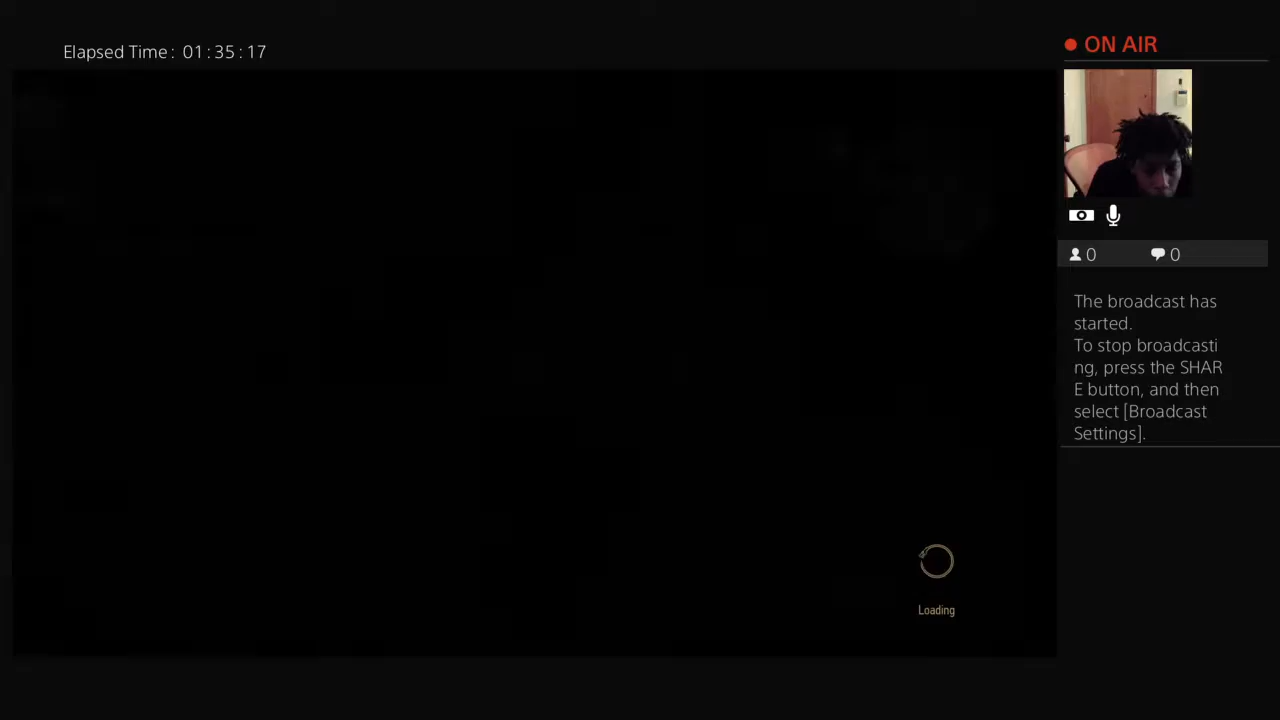 Elapsed Time: 01:35:17
ON AIR
0 0
The broadcast has
started.
To stop broadcasti
ng, press the SHAR
E button, and then
select [Broadcast
Settings].
Loading